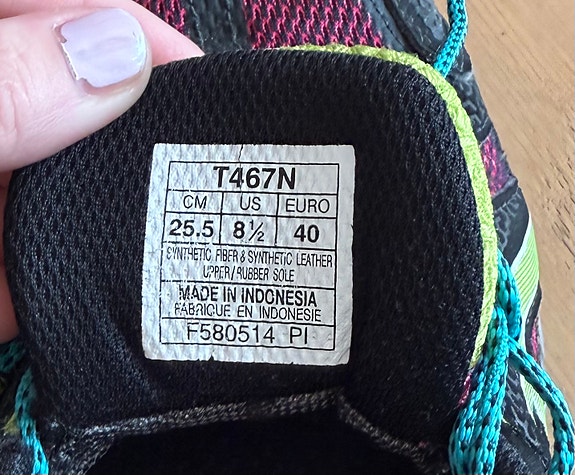 T467N
CM US EURO
25.5 8½ 40
SYNTHETIC FIBER & SYNTHETIC LEATHER
UPPER / RUBBER SOLE
MADE IN INDONESIA
FABRIQUE EN INDONESIE
F580514 PI